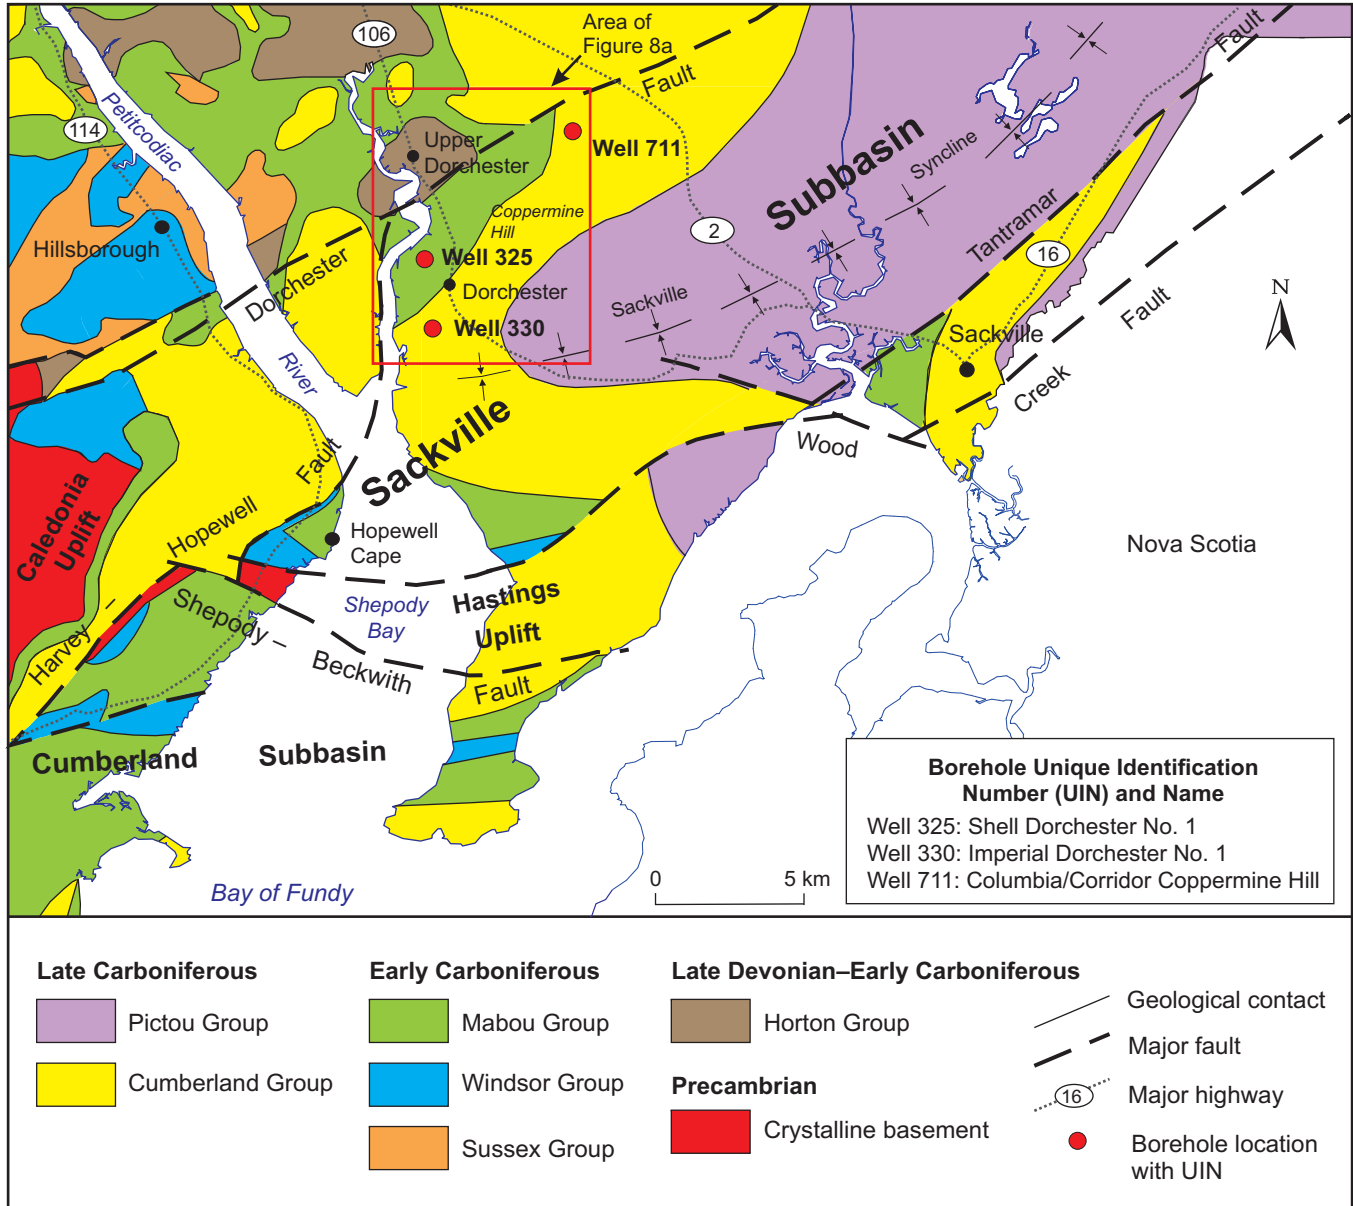 106
Area of
Figure 8a
Fault
Fault
Petitcodiac
114
Upper
Dorchester
Well 711
Subbasin
Syncline
Coppermine
Hill
2
Tantramar
16
Hillsborough
Well 325
Dorchester
Dorchester
Sackville
N
Fault
Well 330
Sackville
River
Creek
Sackville
Wood
Fault
Caledonia
Uplift
Hopewell
Hopewell
Cape
Nova Scotia
Shepody
Bay
Hastings
Uplift
Harvey –
Shepody –
Beckwith
Fault
Cumberland
Subbasin
Bay of Fundy
0
5 km
Borehole Unique Identification
Number (UIN) and Name
Well 325: Shell Dorchester No. 1
Well 330: Imperial Dorchester No. 1
Well 711: Columbia/Corridor Coppermine Hill
Late Carboniferous
Pictou Group
Cumberland Group
Early Carboniferous
Mabou Group
Windsor Group
Sussex Group
Late Devonian–Early Carboniferous
Horton Group
Precambrian
Crystalline basement
Geological contact
Major fault
16
Major highway
Borehole location
with UIN